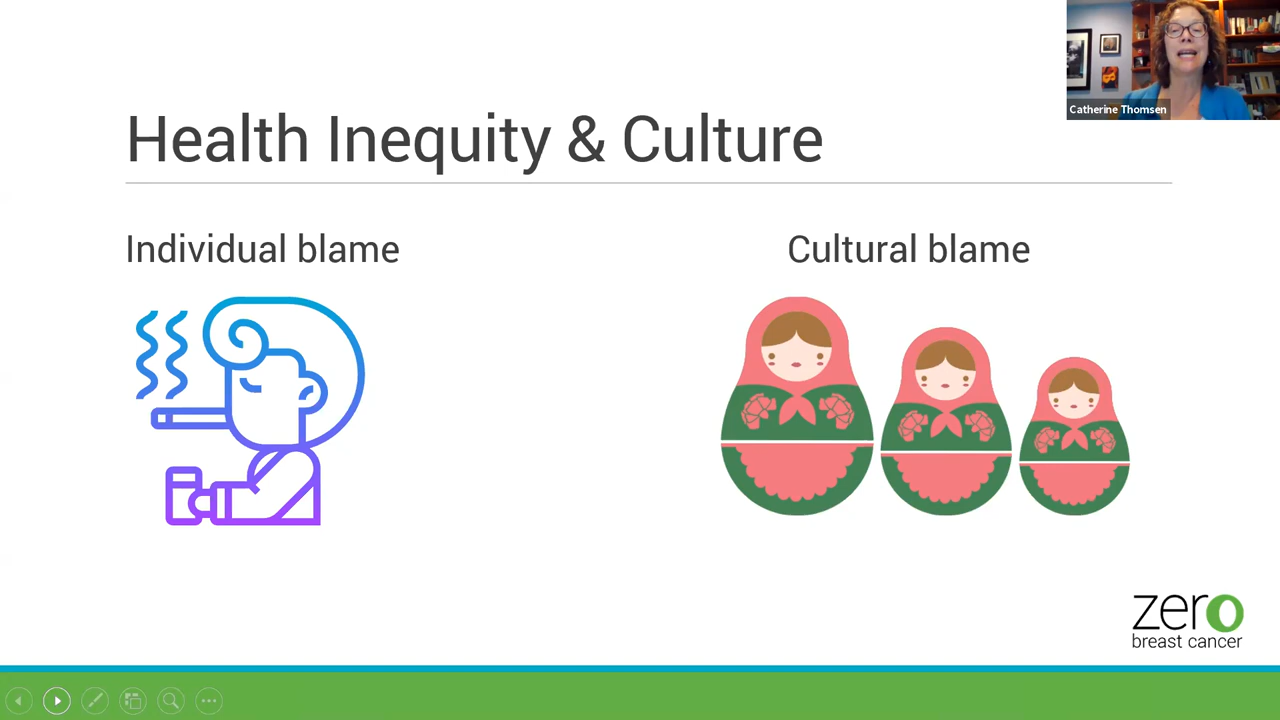 Catherine Thomsen
Health Inequity & Culture
Individual blame
Cultural blame
zero
breast cancer